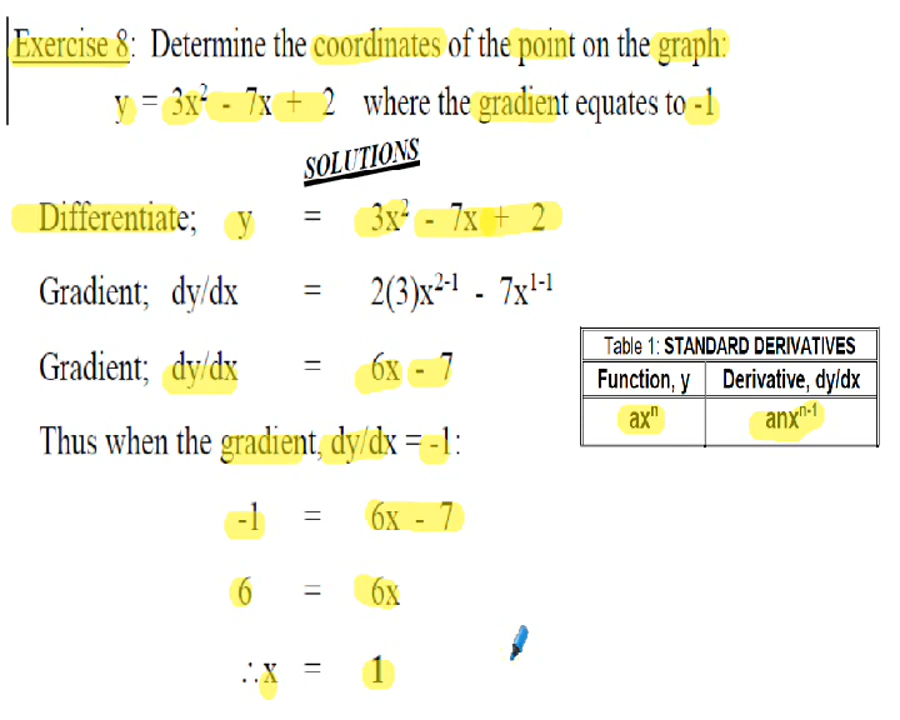 Exercise 8: Determine the coordinates of the point on the graph:
y = 3x² - 7x + 2 where the gradient equates to -1
SOLUTIONS
Differentiate; y = 3x² - 7x + 2
Gradient; dy/dx = 2(3)x²⁻¹ - 7x¹⁻¹
Gradient; dy/dx = 6x - 7
Thus when the gradient, dy/dx = -1:
-1 = 6x - 7
6 = 6x
∴x = 1
Table 1: STANDARD DERIVATIVES
Function, y Derivative, dy/dx
axⁿ anxⁿ⁻¹